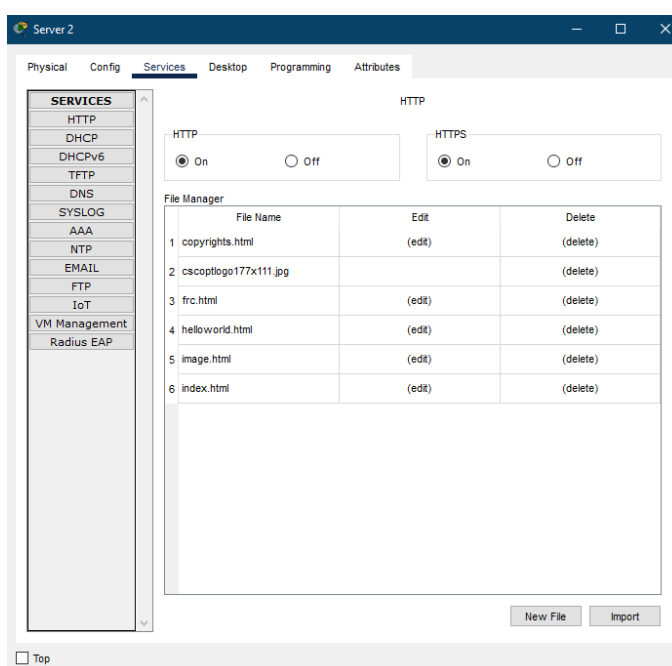 Server 2
Physical Config Services Desktop Programming Attributes
SERVICES
HTTP
DHCP
DHCPv6
TFTP
DNS
SYSLOG
AAA
NTP
EMAIL
FTP
IoT
VM Management
Radius EAP
HTTP
HTTP
On Off
HTTPS
On Off
File Manager
File Name Edit Delete
1 copyrights.html (edit) (delete)
2 cscoptlogo177x111.jpg (delete)
3 frc.html (edit) (delete)
4 helloworld.html (edit) (delete)
5 image.html (edit) (delete)
6 index.html (edit) (delete)
New File Import
Top